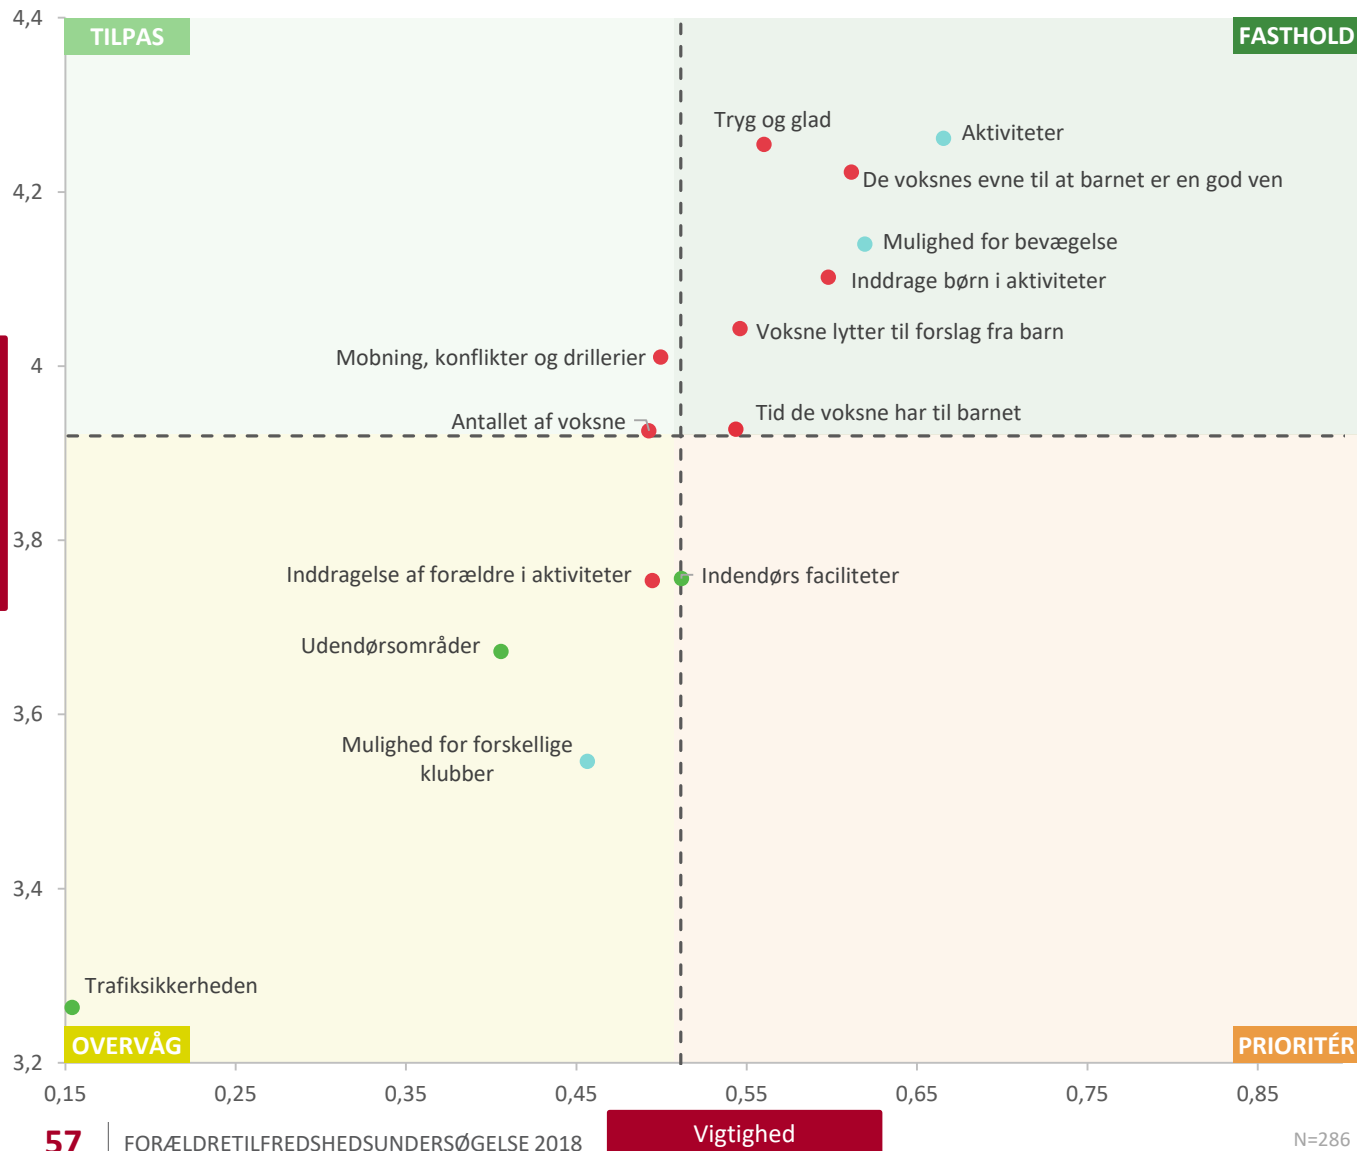 4,4
TILPAS
FASTHOLD
Tryg og glad
Aktiviteter
De voksnes evne til at barnet er en god ven
4,2
Mulighed for bevægelse
Inddrage børn i aktiviteter
Voksne lytter til forslag fra barn
Mobning, konflikter og drillerier
4
Tid de voksne har til barnet
Antallet af voksne
3,8
Inddragelse af forældre i aktiviteter
Indendørs faciliteter
Udendørsområder
3,6
Mulighed for forskellige
klubber
3,4
Trafiksikkerheden
OVERVÅG
PRIORITÉR
3,2
0,15
0,25
0,35
0,45
0,55
0,65
0,75
0,85
Vigtighed
57
FORÆLDRETILFREDSHEDSUNDERSØGELSE 2018
N=286